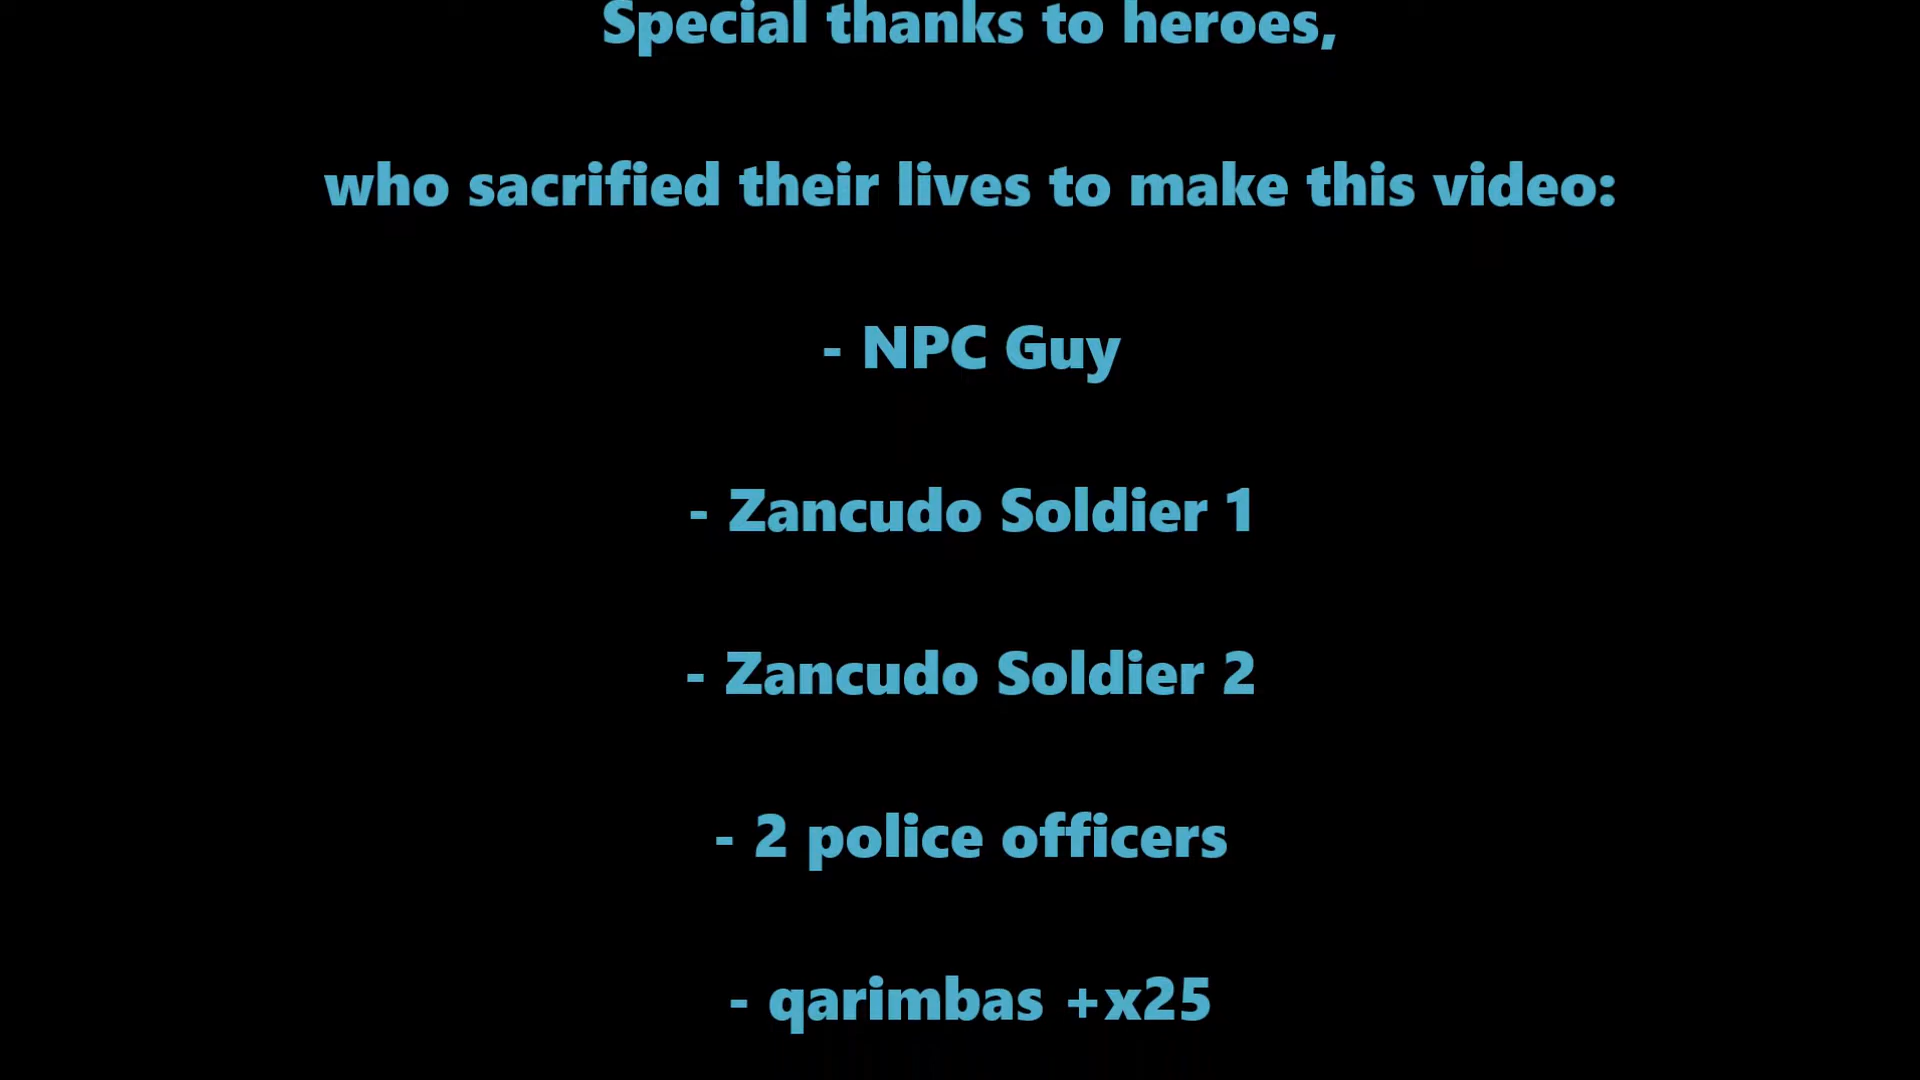 Special thanks to heroes,
who sacrified their lives to make this video:
- NPC Guy
- Zancudo Soldier 1
- Zancudo Soldier 2
- 2 police officers
- qarimbas +x25